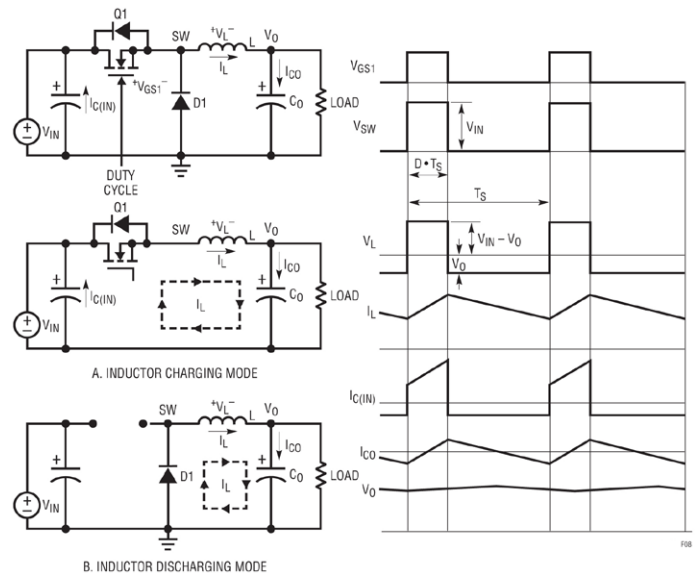 Q1
SW
+VL−
L
VO
IL
ICO
+
+VGS1−
IC(IN)
+
D1
+
CO
LOAD
VIN
DUTY
CYCLE
Q1
SW
+VL−
L
VO
IL
ICO
+
IC(IN)
IL
+
CO
LOAD
VIN
A. INDUCTOR CHARGING MODE
SW
+VL−
L
VO
IL
ICO
+
D1
IL
+
CO
LOAD
VIN
B. INDUCTOR DISCHARGING MODE
VGS1
VSW
VIN
D • TS
TS
VL
VIN – VO
VO
IL
IC(IN)
ICO
VO
F08